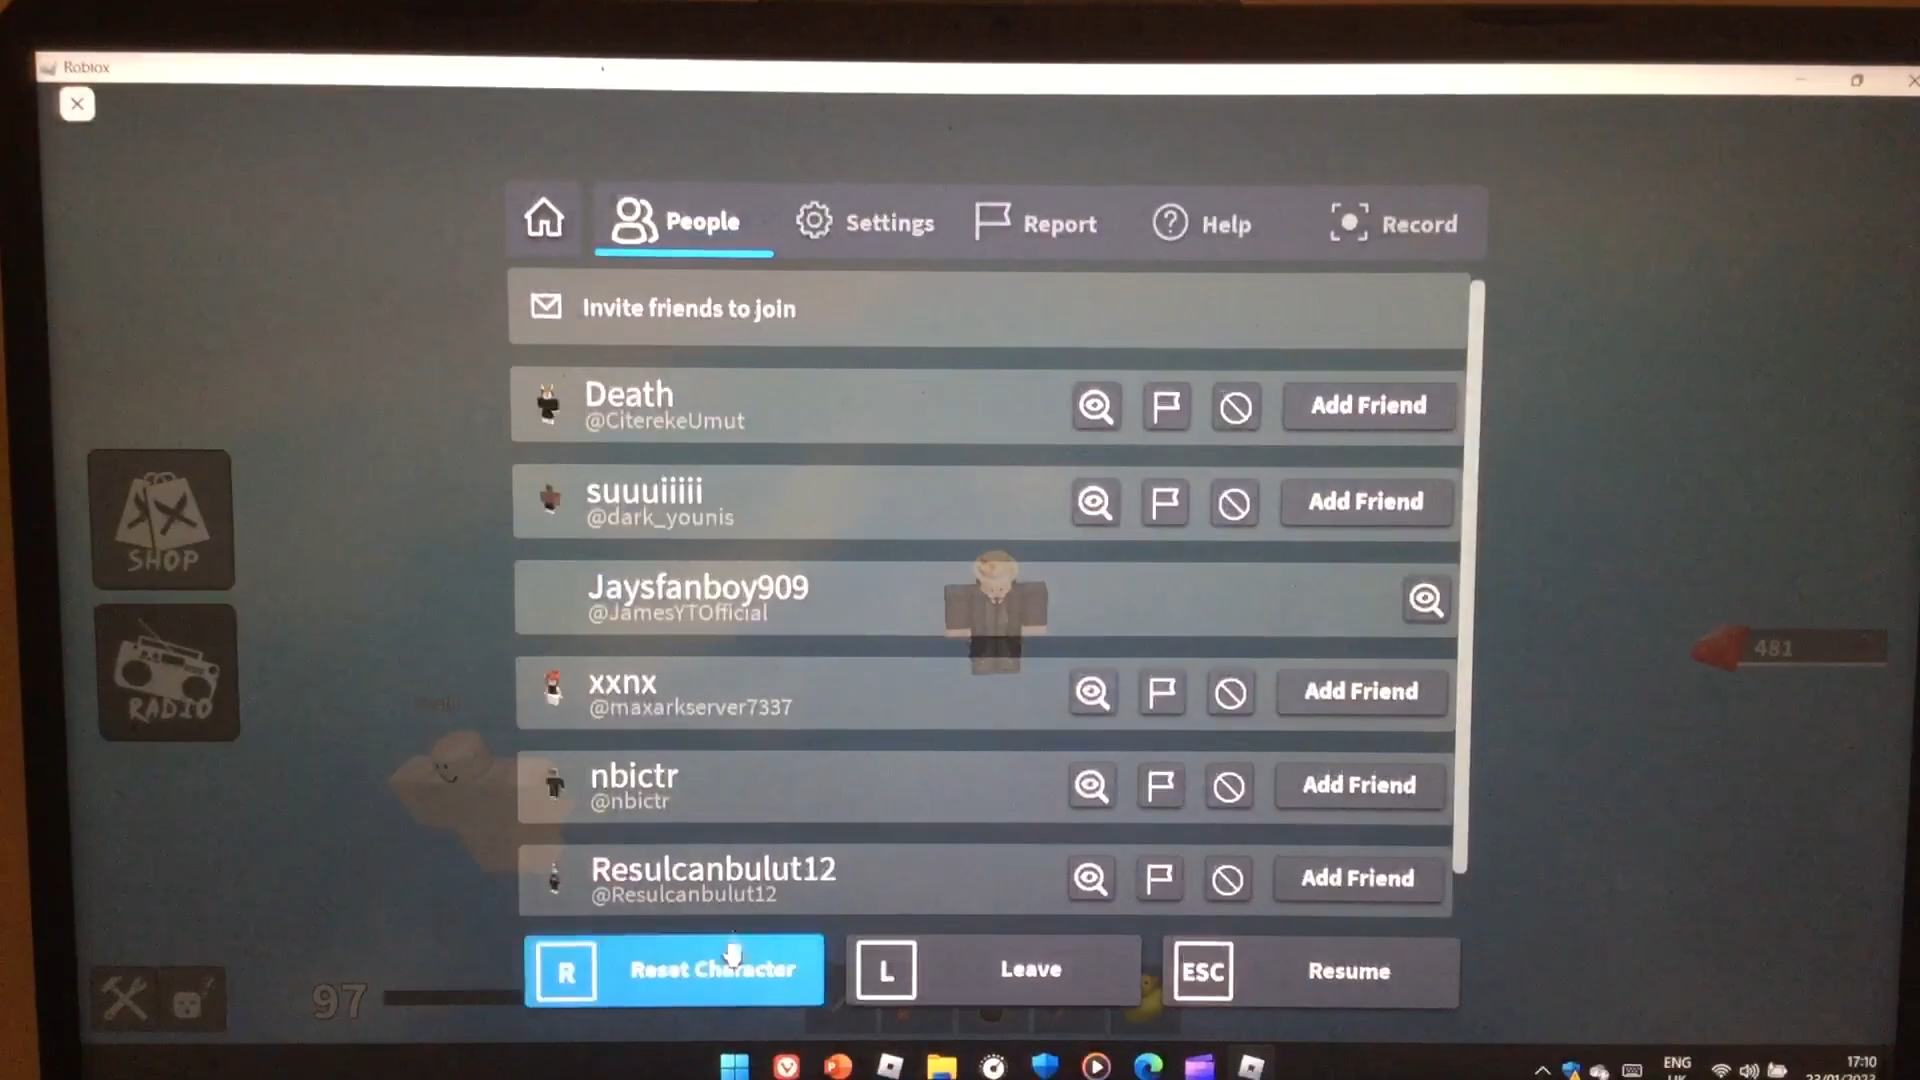 Roblox
People
Settings
Report
Help
Record
Invite friends to join
Death
@CiterekeUmut
Add Friend
suuuiiiii
@dark_younis
Add Friend
Jaysfanboy909
@JamesYTOfficial
xxnx
@maxarkserver7337
Add Friend
nbictr
@nbictr
Add Friend
Resulcanbulut12
@Resulcanbulut12
Add Friend
SHOP
RADIO
481
97
R Reset Character
L Leave
ESC Resume
ENG
17:10